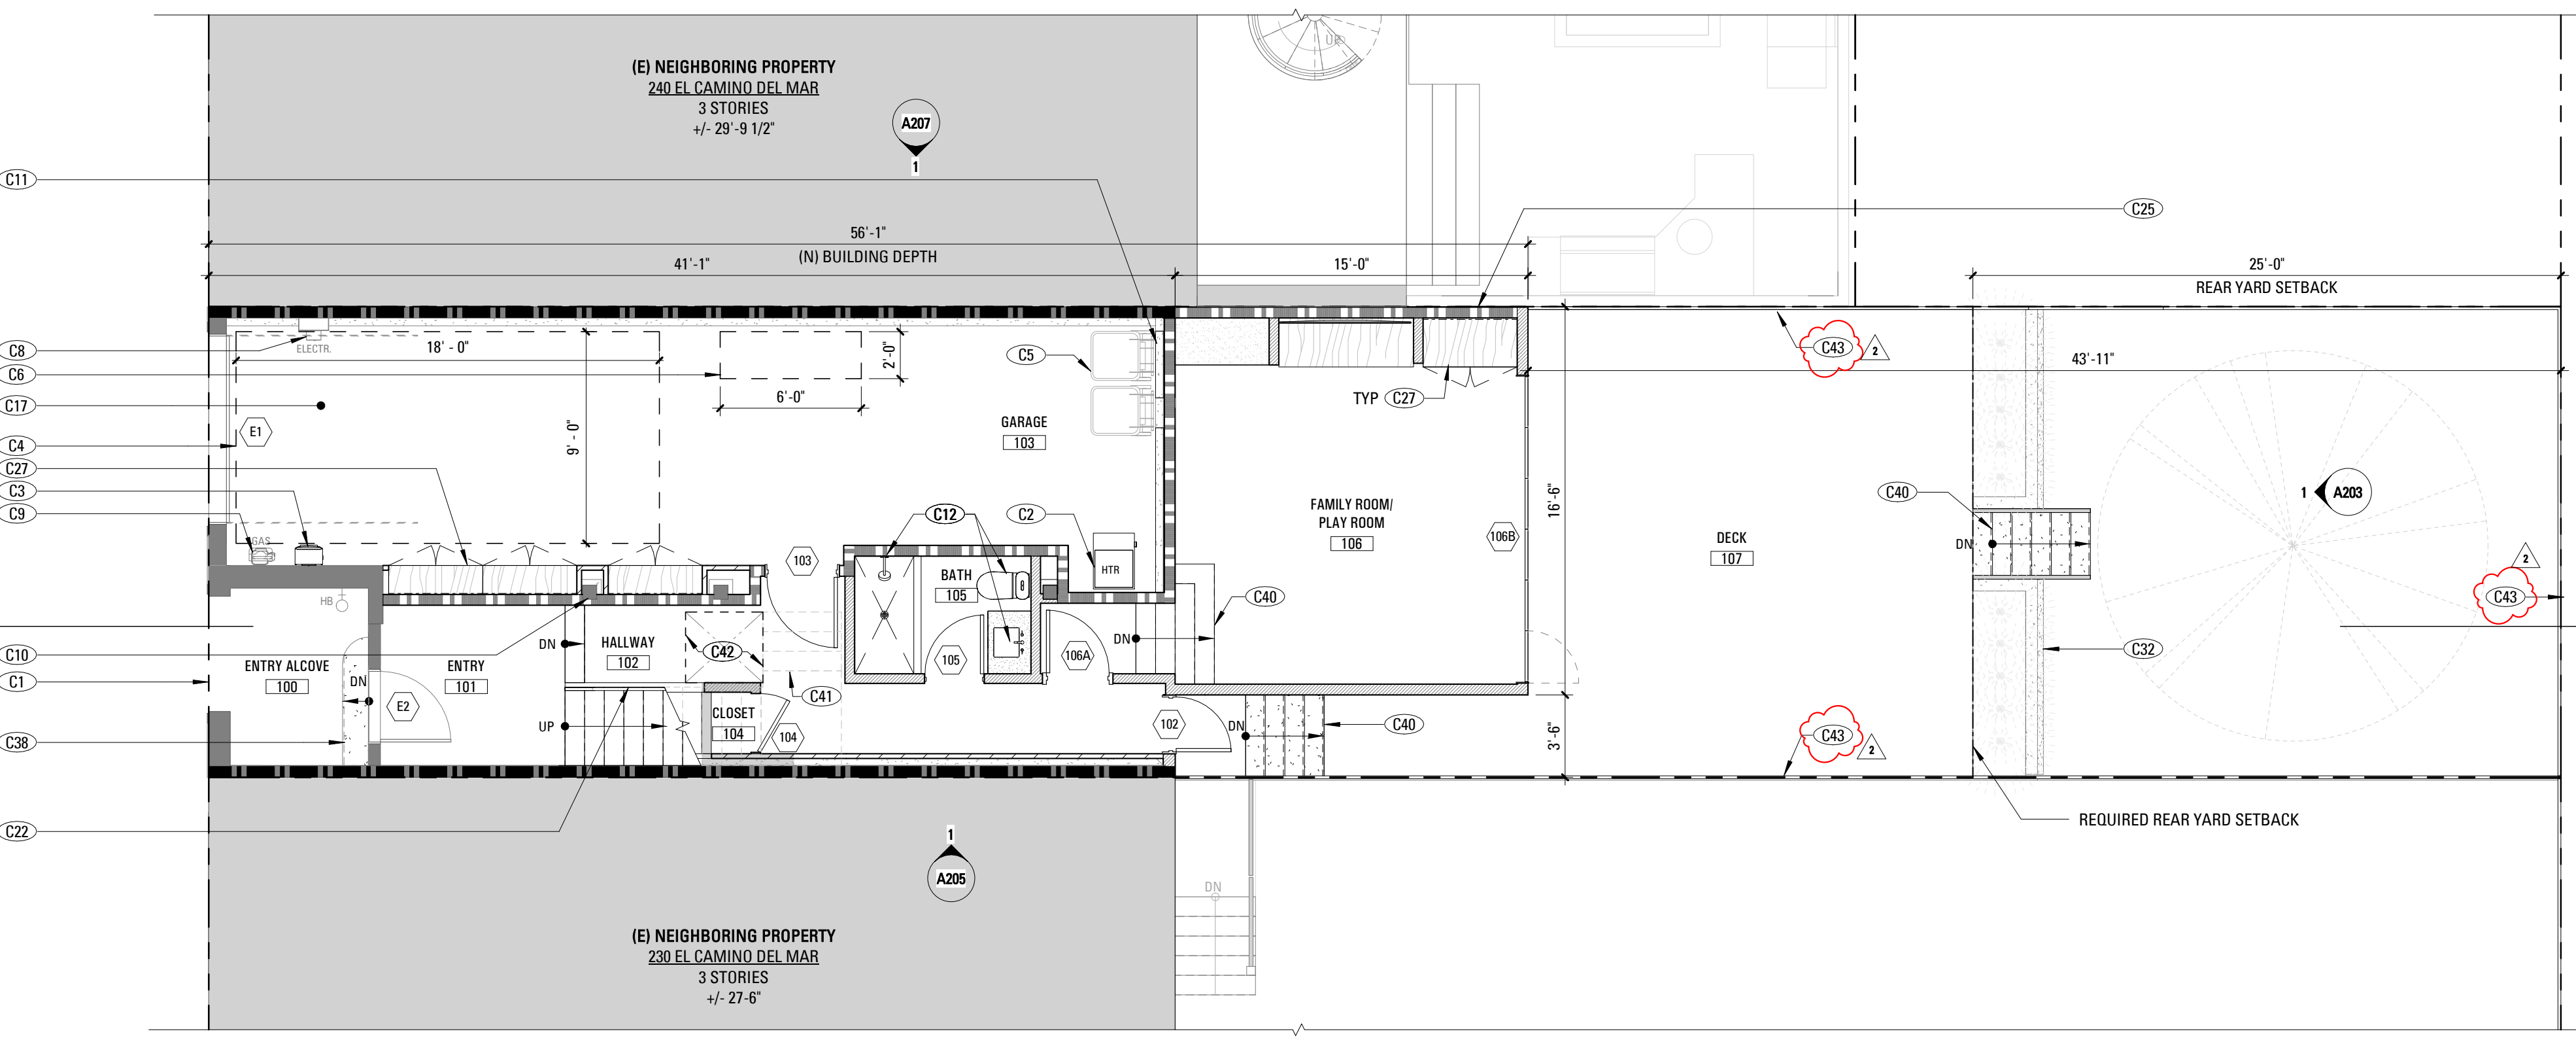 (E) NEIGHBORING PROPERTY
240 EL CAMINO DEL MAR
3 STORIES
+/- 29'-9 1/2"
A207
1
UP
C11
C25
56'-1"
(N) BUILDING DEPTH
41'-1"
15'-0"
25'-0"
REAR YARD SETBACK
C8
ELECTR.
18' - 0"
2'-0"
C5
C43
2
43'-11"
C6
6'-0"
TYP
C27
C17
E1
9' - 0"
GARAGE
103
C4
C27
C3
C9
GAS
C12
C2
FAMILY ROOM/
PLAY ROOM
106
16'-6"
106B
C40
1
A203
DN
DECK
107
103
BATH
105
HTR
2
C43
HB
C40
C10
DN
HALLWAY
102
C42
105
106A
DN
C32
ENTRY ALCOVE
100
ENTRY
101
C1
DN
E2
C41
CLOSET
104
104
UP
102
DN
C40
3'-6"
C43
2
C38
C22
REQUIRED REAR YARD SETBACK
1
A205
DN
(E) NEIGHBORING PROPERTY
230 EL CAMINO DEL MAR
3 STORIES
+/- 27-6"